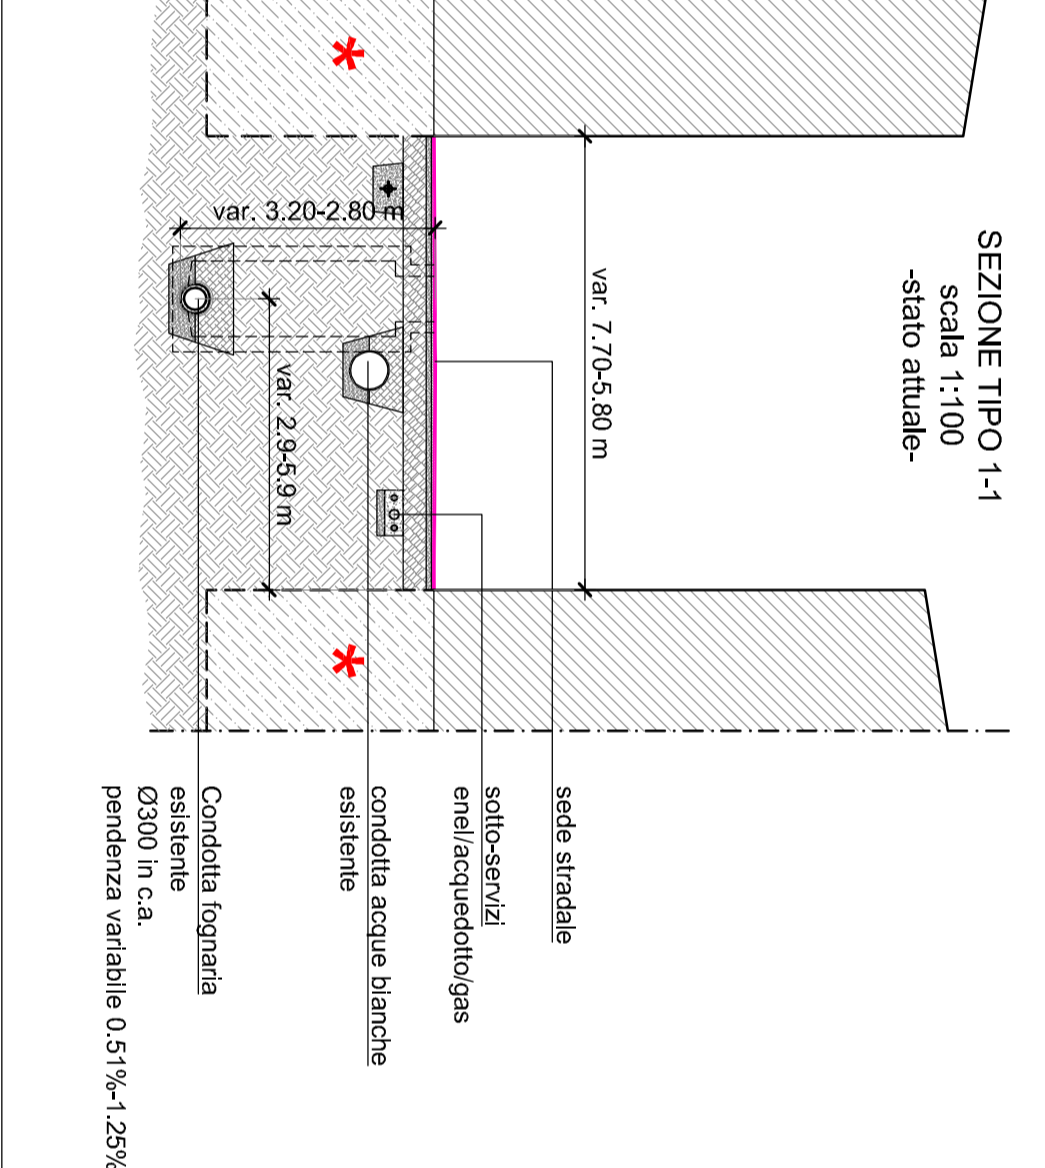 SEZIONE TIPO 1-1
scala 1:100
-stato attuale-
var. 7.70-5.80 m
var. 3.20-2.80 m
var. 2.9-5.9 m
sede stradale
sotto-servizi
enel/acquedotto/gas
condotta acque bianche
esistente
Condotta fognaria
esistente
Ø300 in c.a.
pendenza variabile 0.51%-1.25%
*
*